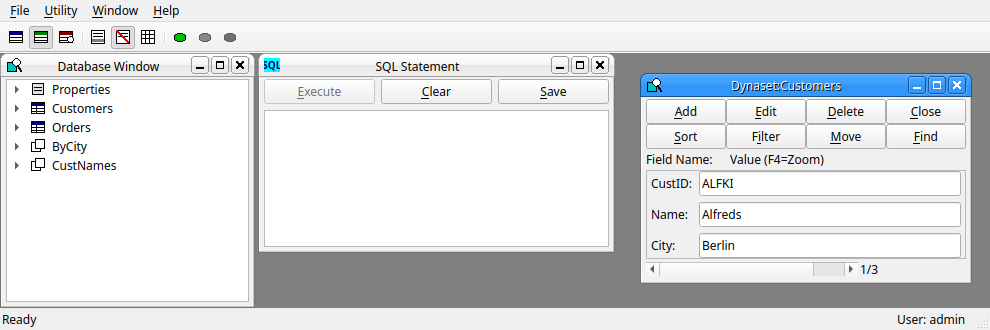 File Utility Window Help
Database Window
Properties
Customers
Orders
ByCity
CustNames
SQL SQL Statement
Execute Clear Save
Dynaset:Customers
Add Edit Delete Close
Sort Filter Move Find
Field Name: Value (F4=Zoom)
CustID: ALFKI
Name: Alfreds
City: Berlin
1/3
Ready User: admin